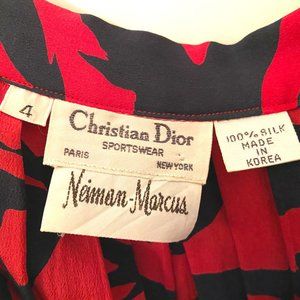 4
Christian Dior
SPORTSWEAR
PARIS NEW YORK
Neiman-Marcus
100% SILK
MADE
IN
KOREA